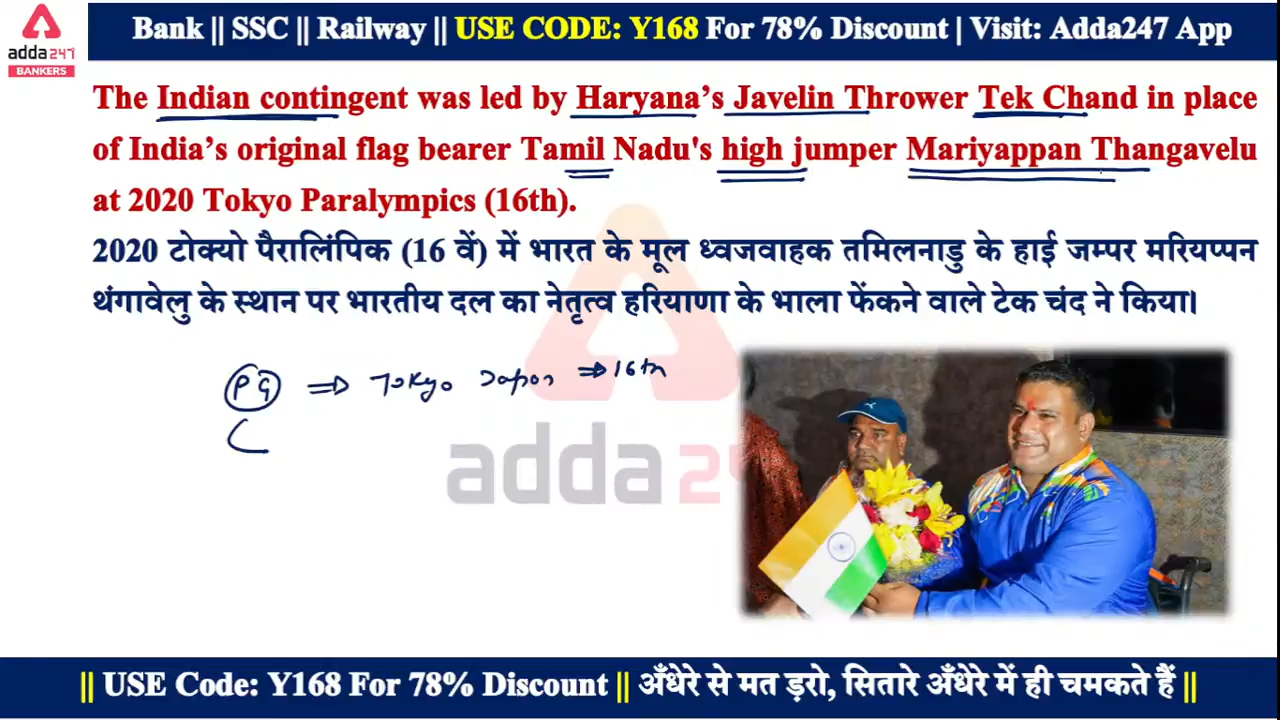 Bank || SSC || Railway || USE CODE: Y168 For 78% Discount | Visit: Adda247 App
adda247
BANKERS
The Indian contingent was led by Haryana’s Javelin Thrower Tek Chand in place
of India’s original flag bearer Tamil Nadu's high jumper Mariyappan Thangavelu
at 2020 Tokyo Paralympics (16th).
2020 टोक्यो पैरालिंपिक (16 वें) में भारत के मूल ध्वजवाहक तमिलनाडु के हाई जम्पर मरियप्पन
थंगावेलु के स्थान पर भारतीय दल का नेतृत्व हरियाणा के भाला फेंकने वाले टेक चंद ने किया।
PG ⇒ Tokyo Japan ⇒ 16th
adda247
|| USE Code: Y168 For 78% Discount || अँधेरे से मत ड़रो, सितारे अँधेरे में ही चमकते हैं ||